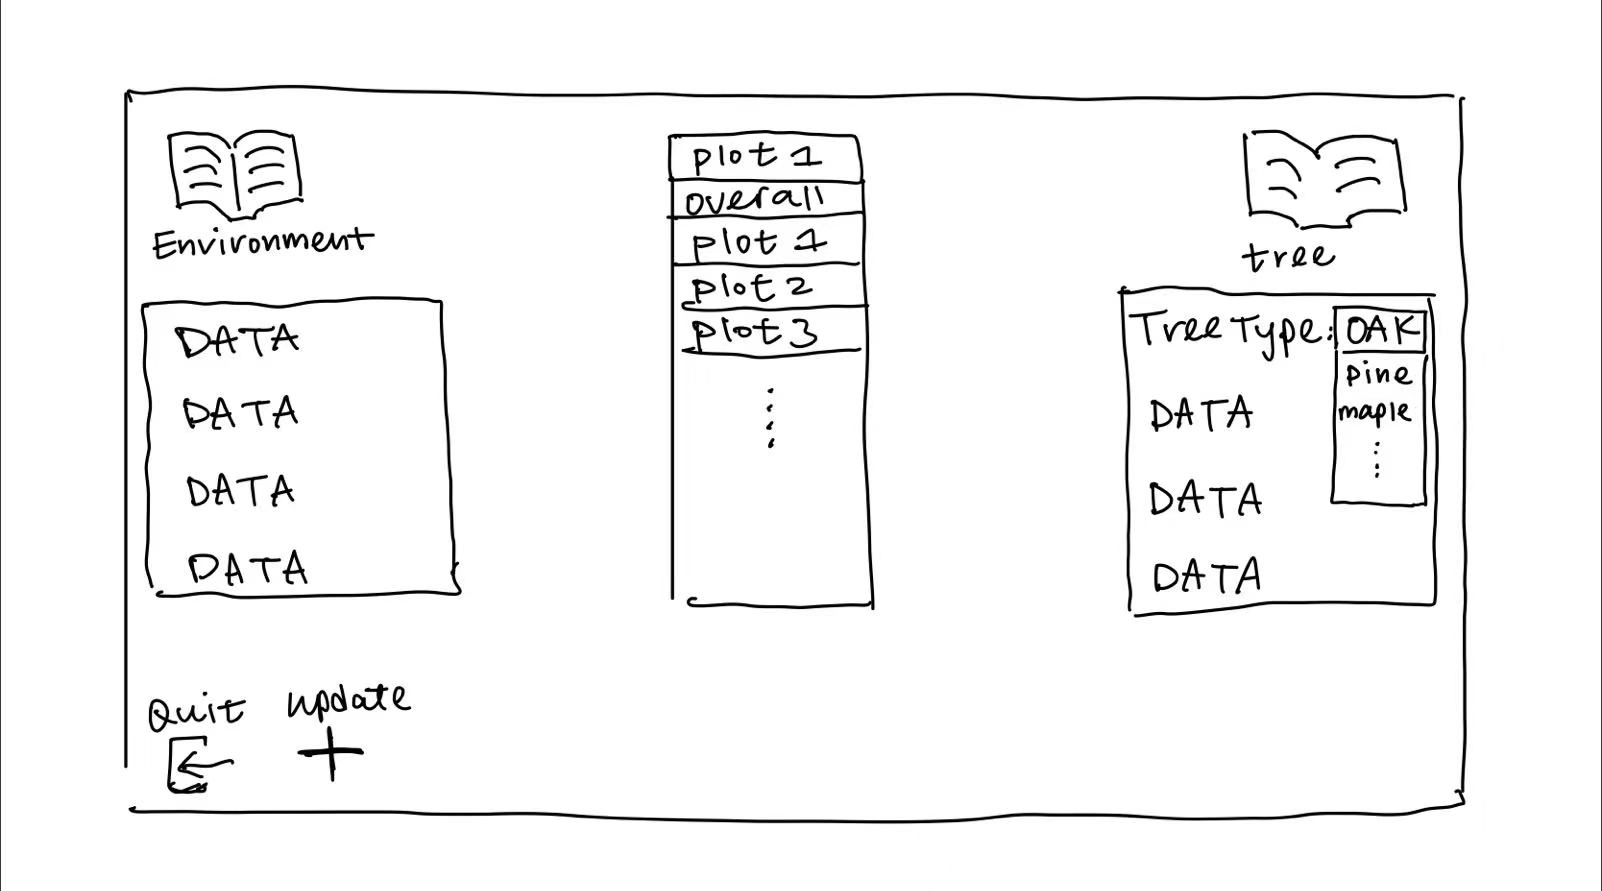 Environment
DATA
DATA
DATA
DATA
Quit
update
plot 1
overall
plot 1
plot 2
plot 3
tree
Tree Type: OAK
pine
maple
DATA
DATA
DATA